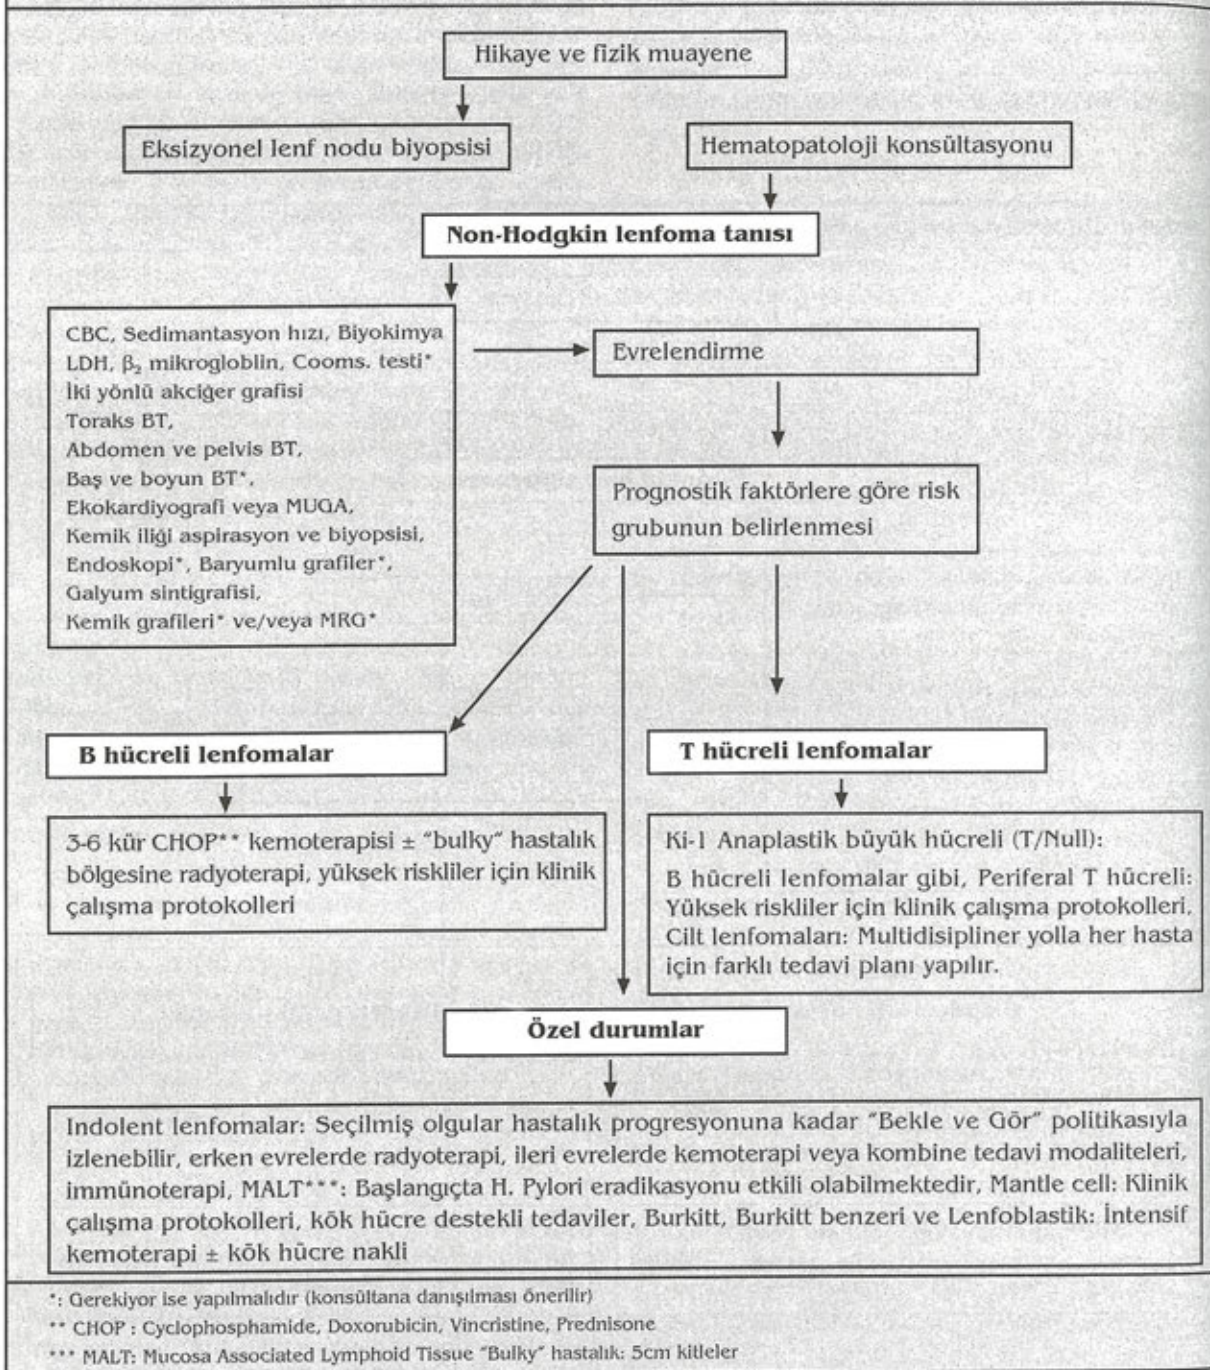 Hikaye ve fizik muayene
Eksizyonel lenf nodu biyopsisi
Hematopatoloji konsültasyonu
Non-Hodgkin lenfoma tanısı
CBC, Sedimantasyon hızı, Biyokimya
LDH, β₂ mikrogloblin, Cooms. testi*
İki yönlü akciğer grafisi
Toraks BT,
Abdomen ve pelvis BT,
Baş ve boyun BT*,
Ekokardiyografi veya MUGA,
Kemik iliği aspirasyon ve biyopsisi,
Endoskopi*, Baryumlu grafiler*,
Galyum sintigrafisi,
Kemik grafileri* ve/veya MRG*
Evrelendirme
Prognostik faktörlere göre risk
grubunun belirlenmesi
B hücreli lenfomalar
3-6 kür CHOP** kemoterapisi ± "bulky" hastalık
bölgesine radyoterapi, yüksek riskliler için klinik
çalışma protokolleri
T hücreli lenfomalar
Ki-1 Anaplastik büyük hücreli (T/Null):
B hücreli lenfomalar gibi, Periferal T hücreli:
Yüksek riskliler için klinik çalışma protokolleri,
Cilt lenfomaları: Multidisipliner yolla her hasta
için farklı tedavi planı yapılır.
Özel durumlar
Indolent lenfomalar: Seçilmiş olgular hastalık progresyonuna kadar "Bekle ve Gör" politikasıyla
izlenebilir, erken evrelerde radyoterapi, ileri evrelerde kemoterapi veya kombine tedavi modaliteleri,
immünoterapi, MALT***: Başlangıçta H. Pylori eradikasyonu etkili olabilmektedir, Mantle cell: Klinik
çalışma protokolleri, kök hücre destekli tedaviler, Burkitt, Burkitt benzeri ve Lenfoblastik: İntensif
kemoterapi ± kök hücre nakli
*: Gerekiyor ise yapılmalıdır (konsültana danışılması önerilir)
** CHOP : Cyclophosphamide, Doxorubicin, Vincristine, Prednisone
*** MALT: Mucosa Associated Lymphoid Tissue "Bulky" hastalık: 5cm kitleler